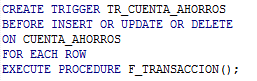 CREATE TRIGGER TR_CUENTA_AHORROS
BEFORE INSERT OR UPDATE OR DELETE
ON CUENTA_AHORROS
FOR EACH ROW
EXECUTE PROCEDURE F_TRANSACCION();